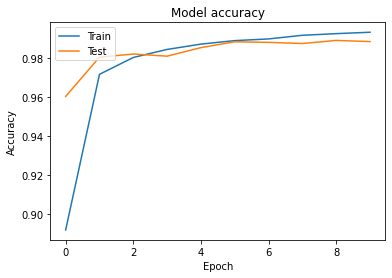 Model accuracy
Train
Test
0.98
0.96
0.94
0.92
0.90
Accuracy
0 2 4 6 8
Epoch